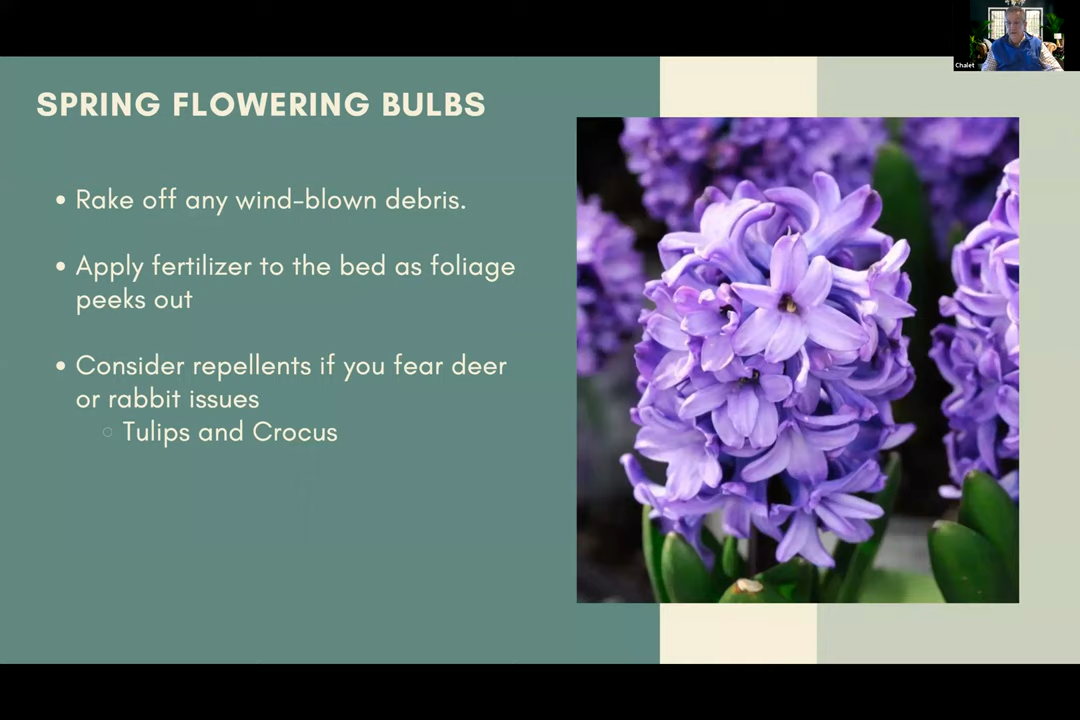 Chalet
SPRING FLOWERING BULBS
• Rake off any wind-blown debris.
• Apply fertilizer to the bed as foliage
peeks out
• Consider repellents if you fear deer
or rabbit issues
○ Tulips and Crocus